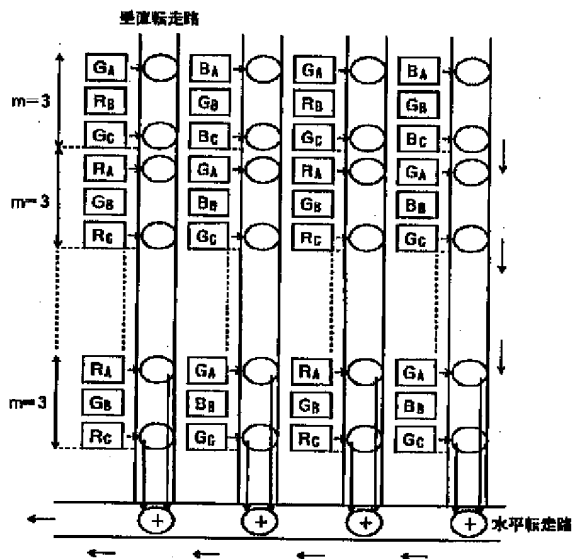 垂直転走路
GA BA GA BA
m=3 RB GB RB GB
GC BC GC BC
RA GA RA GA
m=3 GB BB GB BB
RC GC RC GC
RA GA RA GA
m=3 GB BB GB BB
RC GC RC GC
+ + + + 水平転走路